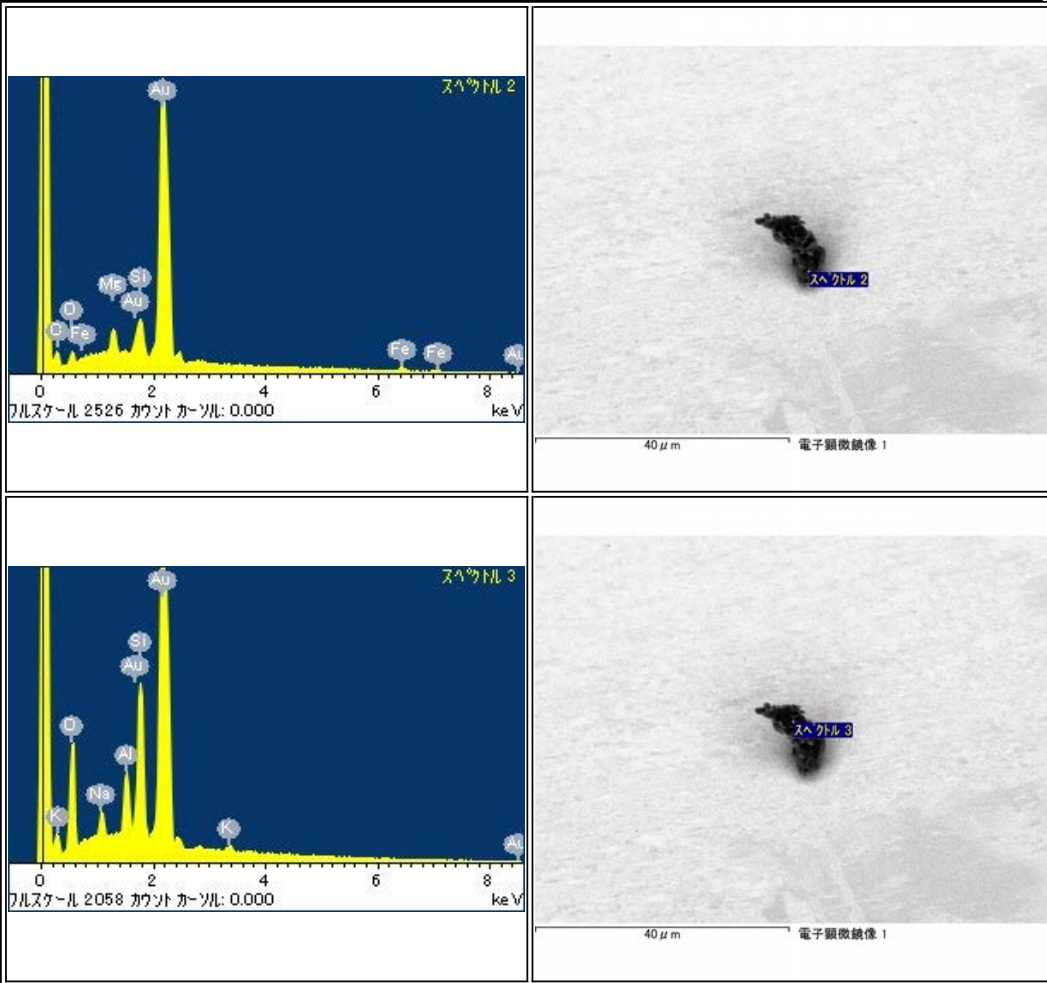 スペクトル 2
Au
Si
Mg
Au
O
C
Fe
Fe
Fe
Au
0 2 4 6 8
フルスケール 2526 カウント カーソル: 0.000 keV
スペクトル 2
40μm 電子顕微鏡像 1
スペクトル 3
Au
Si
Au
O
Al
Na
K
K
Au
0 2 4 6 8
フルスケール 2058 カウント カーソル: 0.000 keV
スペクトル 3
40μm 電子顕微鏡像 1